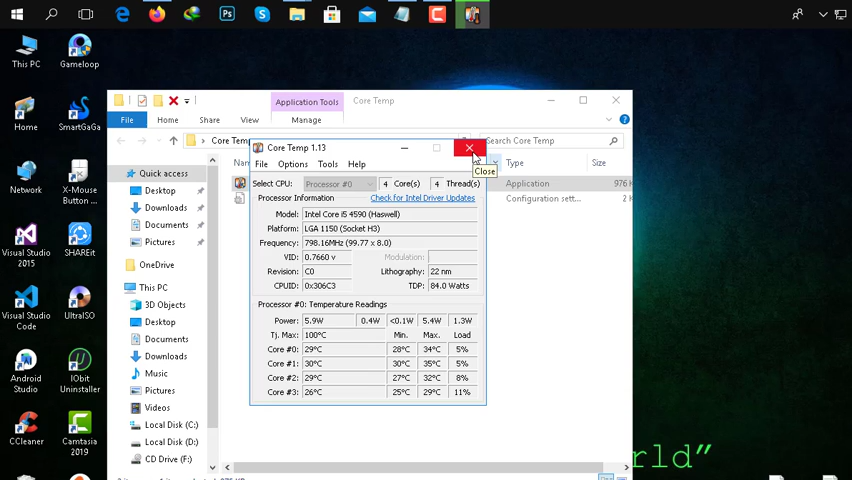 This PC
Gameloop
Home
SmartGaGa
Network
X-Mouse
Button ...
Visual Studio
2015
SHAREit
Visual Studio
Code
UltraISO
Android
Studio
IObit
Uninstaller
CCleaner
Camtasia
2019
Application Tools
Core Temp
File
Home
Share
View
Manage
Search Core Temp
Type
Size
Application
976 K
Configuration sett...
2 K
Quick access
Desktop
Downloads
Documents
Pictures
OneDrive
This PC
3D Objects
Desktop
Documents
Downloads
Music
Pictures
Videos
Local Disk (C:)
Local Disk (D:)
HD Drive (F:)
Core Temp 1.13
Close
File Options Tools Help
Select CPU: Processor #0 4 Core(s) 4 Thread(s)
Processor Information Check for Intel Driver Updates
Model: Intel Core i5 4590 (Haswell)
Platform: LGA 1150 (Socket H3)
Frequency: 798.16MHz (99.77 x 8.0)
VID: 0.7660 v Modulation:
Revision: C0 Lithography: 22 nm
CPUID: 0x306C3 TDP: 84.0 Watts
Processor #0: Temperature Readings
Power: 5.9W 0.4W <0.1W 5.4W 1.3W
Tj. Max: 100°C Min. Max. Load
Core #0: 29°C 28°C 34°C 5%
Core #1: 30°C 30°C 35°C 5%
Core #2: 29°C 27°C 32°C 8%
Core #3: 26°C 25°C 29°C 11%
rld”